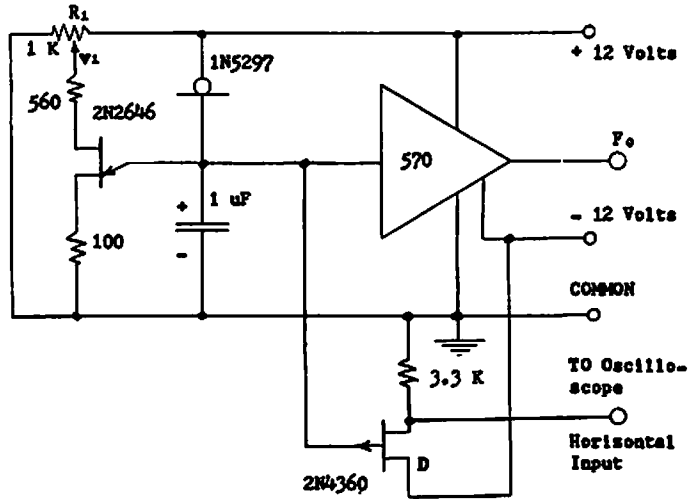 R1
1 K
v1
560
2N2646
1N5297
+ 12 Volts
570
Fo
+
1 uF
-
- 12 Volts
100
COMMON
3.3 K
TO Oscillo-
scope
D
Horizontal
Input
2N4360